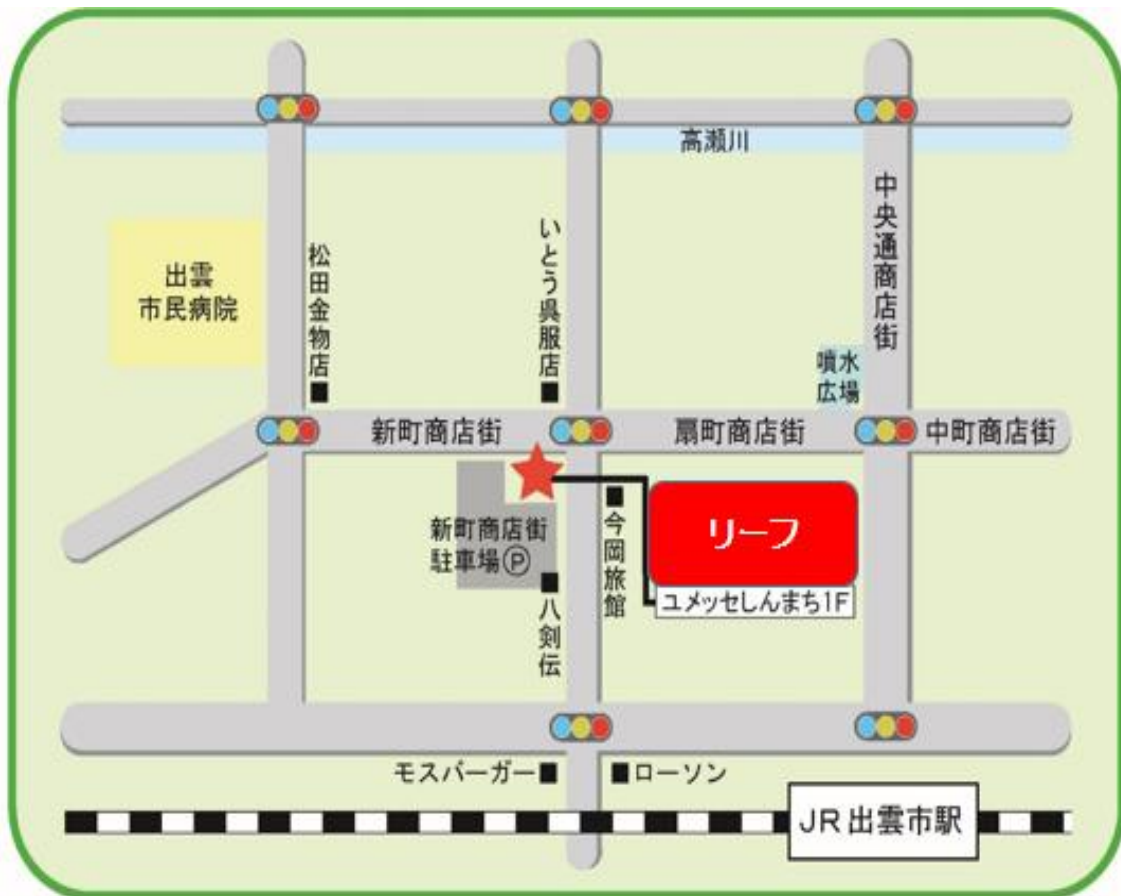 高瀬川
中央通商店街
いとう呉服店
松田金物店
出雲
市民病院
噴水
広場
新町商店街
扇町商店街
中町商店街
リーフ
ユメッセしんまち1F
今岡旅館
新町商店街
駐車場Ⓟ
八剣伝
モスバーガー
ローソン
JR出雲市駅